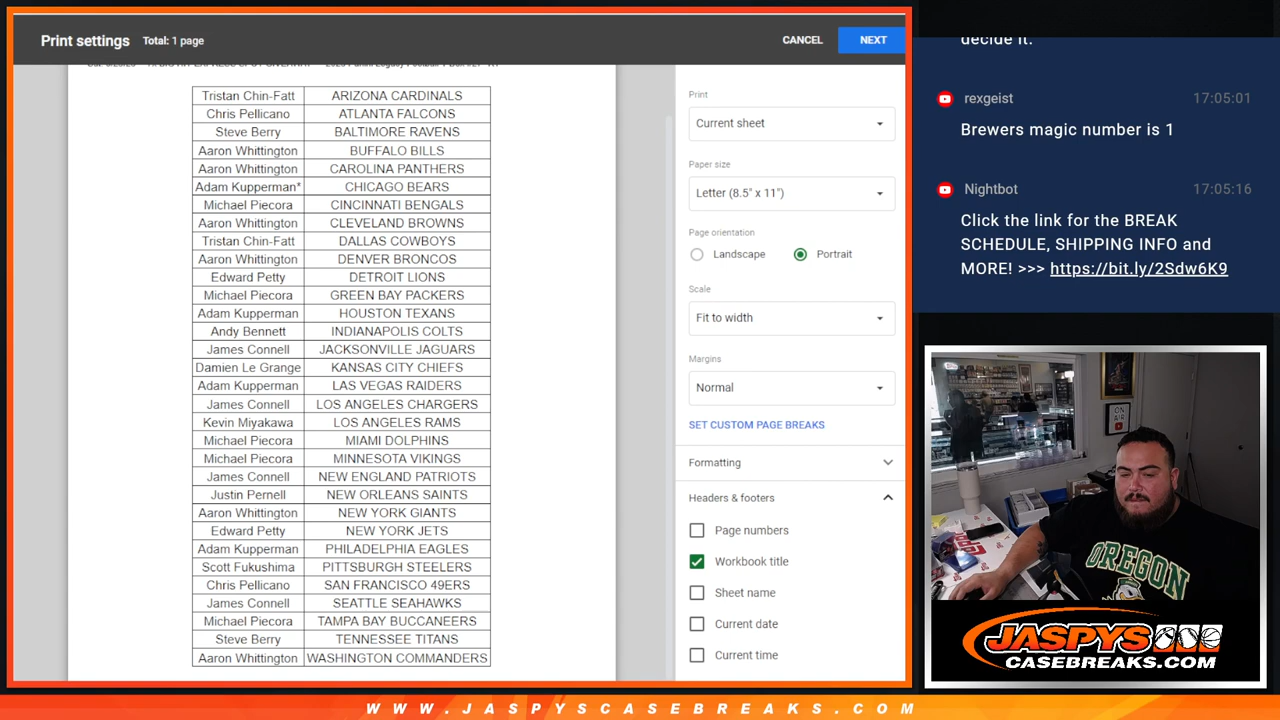 Print settings Total: 1 page CANCEL NEXT
Tristan Chin-Fatt ARIZONA CARDINALS
Chris Pellicano ATLANTA FALCONS
Steve Berry BALTIMORE RAVENS
Aaron Whittington BUFFALO BILLS
Aaron Whittington CAROLINA PANTHERS
Adam Kupperman* CHICAGO BEARS
Michael Piecora CINCINNATI BENGALS
Aaron Whittington CLEVELAND BROWNS
Tristan Chin-Fatt DALLAS COWBOYS
Aaron Whittington DENVER BRONCOS
Edward Petty DETROIT LIONS
Michael Piecora GREEN BAY PACKERS
Adam Kupperman HOUSTON TEXANS
Andy Bennett INDIANAPOLIS COLTS
James Connell JACKSONVILLE JAGUARS
Damien Le Grange KANSAS CITY CHIEFS
Adam Kupperman LAS VEGAS RAIDERS
James Connell LOS ANGELES CHARGERS
Kevin Miyakawa LOS ANGELES RAMS
Michael Piecora MIAMI DOLPHINS
Michael Piecora MINNESOTA VIKINGS
James Connell NEW ENGLAND PATRIOTS
Justin Pernell NEW ORLEANS SAINTS
Aaron Whittington NEW YORK GIANTS
Edward Petty NEW YORK JETS
Adam Kupperman PHILADELPHIA EAGLES
Scott Fukushima PITTSBURGH STEELERS
Chris Pellicano SAN FRANCISCO 49ERS
James Connell SEATTLE SEAHAWKS
Michael Piecora TAMPA BAY BUCCANEERS
Steve Berry TENNESSEE TITANS
Aaron Whittington WASHINGTON COMMANDERS
Print
Current sheet
Paper size
Letter (8.5" x 11")
Page orientation
Landscape Portrait
Scale
Fit to width
Margins
Normal
SET CUSTOM PAGE BREAKS
Formatting
Headers & footers
Page numbers
Workbook title
Sheet name
Current date
Current time
decide it.
rexgeist 17:05:01
Brewers magic number is 1
Nightbot 17:05:16
Click the link for the BREAK
SCHEDULE, SHIPPING INFO and
MORE! >>> https://bit.ly/2Sdw6K9
ON
AIR
OREGON
JASPYS
CASEBREAKS.COM
WWW.JASPYSCASEBREAKS.COM